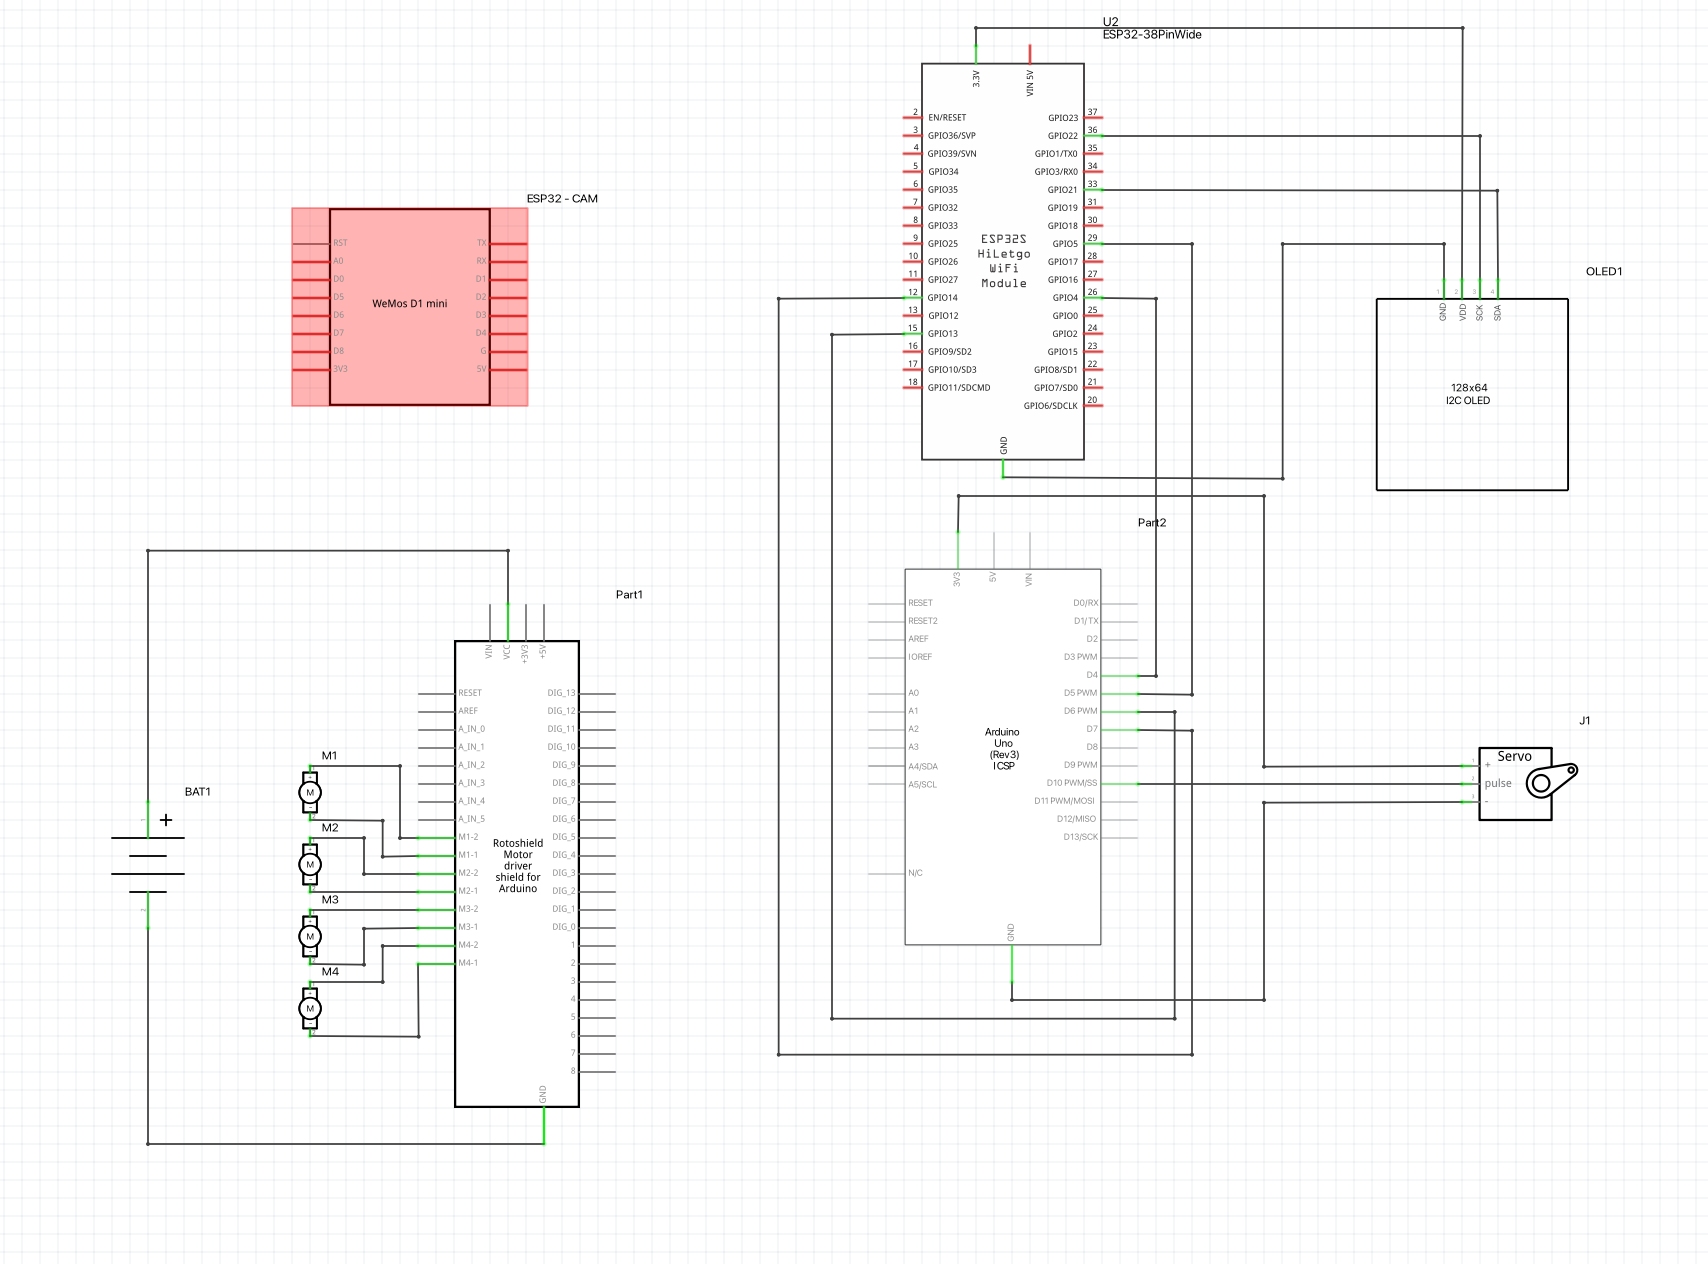 U2
ESP32-38PinWide
3.3V
VIN 5V
2
EN/RESET
3
GPIO36/SVP
4
GPIO39/SVN
5
GPIO34
6
GPIO35
7
GPIO32
8
GPIO33
9
GPIO25
10
GPIO26
11
GPIO27
12
GPIO14
13
GPIO12
15
GPIO13
16
GPIO9/SD2
17
GPIO10/SD3
18
GPIO11/SDCMD
GPIO23
37
GPIO22
36
GPIO1/TX0
35
GPIO3/RX0
34
GPIO21
33
GPIO19
31
GPIO18
30
GPIO5
29
GPIO17
28
GPIO16
27
GPIO4
26
GPIO0
25
GPIO2
24
GPIO15
23
GPIO8/SD1
22
GPIO7/SD0
21
GPIO6/SDCLK
20
ESP32S
HiLetgo
WiFi
Module
GND
ESP32 - CAM
RST
A0
D0
D5
D6
D7
D8
3V3
WeMos D1 mini
TX
RX
D1
D2
D3
D4
G
5V
OLED1
1
2
3
4
GND
VDD
SCK
SDA
128x64
I2C OLED
Part2
3V3
5V
VIN
RESET
RESET2
AREF
IOREF
A0
A1
A2
A3
A4/SDA
A5/SCL
N/C
Arduino
Uno
(Rev3)
ICSP
D0/RX
D1/TX
D2
D3 PWM
D4
D5 PWM
D6 PWM
D7
D8
D9 PWM
D10 PWM/SS
D11 PWM/MOSI
D12/MISO
D13/SCK
GND
J1
Servo
1
+
2
pulse
3
-
Part1
VIN
VCC
+3V3
+5V
RESET
AREF
A_IN_0
A_IN_1
A_IN_2
A_IN_3
A_IN_4
A_IN_5
M1-2
M1-1
M2-2
M2-1
M3-2
M3-1
M4-2
M4-1
Rotoshield
Motor
driver
shield for
Arduino
DIG_13
DIG_12
DIG_11
DIG_10
DIG_9
DIG_8
DIG_7
DIG_6
DIG_5
DIG_4
DIG_3
DIG_2
DIG_1
DIG_0
1
2
3
4
5
6
7
8
GND
M1
M
M2
M
M3
M
M4
M
BAT1
1
+
2